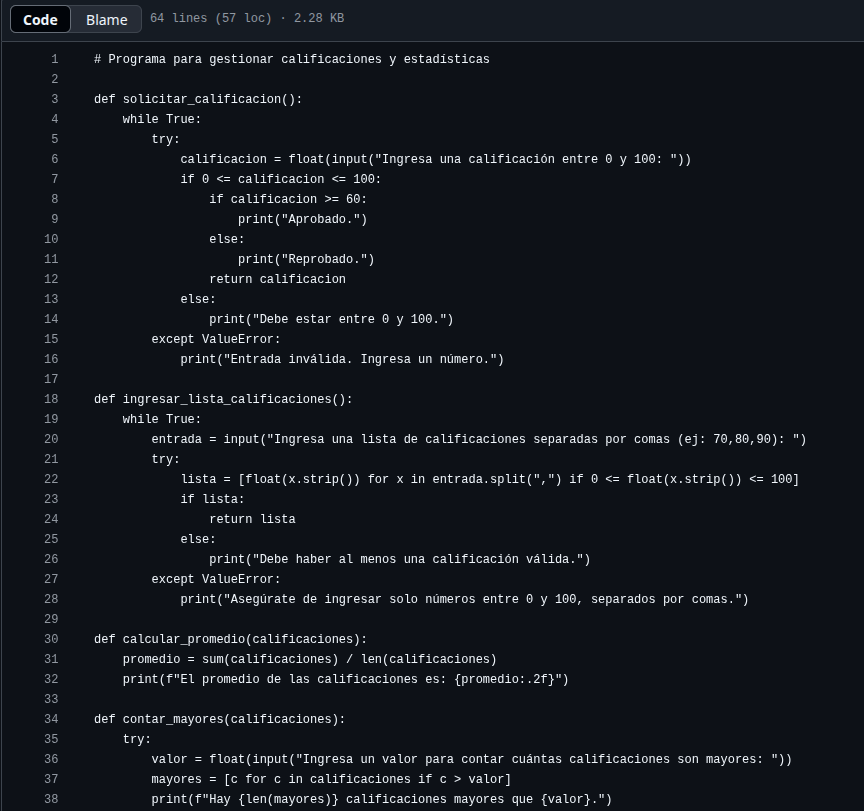 Code Blame 64 lines (57 loc) · 2.28 KB
1 # Programa para gestionar calificaciones y estadísticas
2
3 def solicitar_calificacion():
4     while True:
5         try:
6             calificacion = float(input("Ingresa una calificación entre 0 y 100: "))
7             if 0 <= calificacion <= 100:
8                 if calificacion >= 60:
9                     print("Aprobado.")
10                 else:
11                     print("Reprobado.")
12                 return calificacion
13             else:
14                 print("Debe estar entre 0 y 100.")
15         except ValueError:
16             print("Entrada inválida. Ingresa un número.")
17
18 def ingresar_lista_calificaciones():
19     while True:
20         entrada = input("Ingresa una lista de calificaciones separadas por comas (ej: 70,80,90): ")
21         try:
22             lista = [float(x.strip()) for x in entrada.split(",") if 0 <= float(x.strip()) <= 100]
23             if lista:
24                 return lista
25             else:
26                 print("Debe haber al menos una calificación válida.")
27         except ValueError:
28             print("Asegúrate de ingresar solo números entre 0 y 100, separados por comas.")
29
30 def calcular_promedio(calificaciones):
31     promedio = sum(calificaciones) / len(calificaciones)
32     print(f"El promedio de las calificaciones es: {promedio:.2f}")
33
34 def contar_mayores(calificaciones):
35     try:
36         valor = float(input("Ingresa un valor para contar cuántas calificaciones son mayores: "))
37         mayores = [c for c in calificaciones if c > valor]
38         print(f"Hay {len(mayores)} calificaciones mayores que {valor}.")